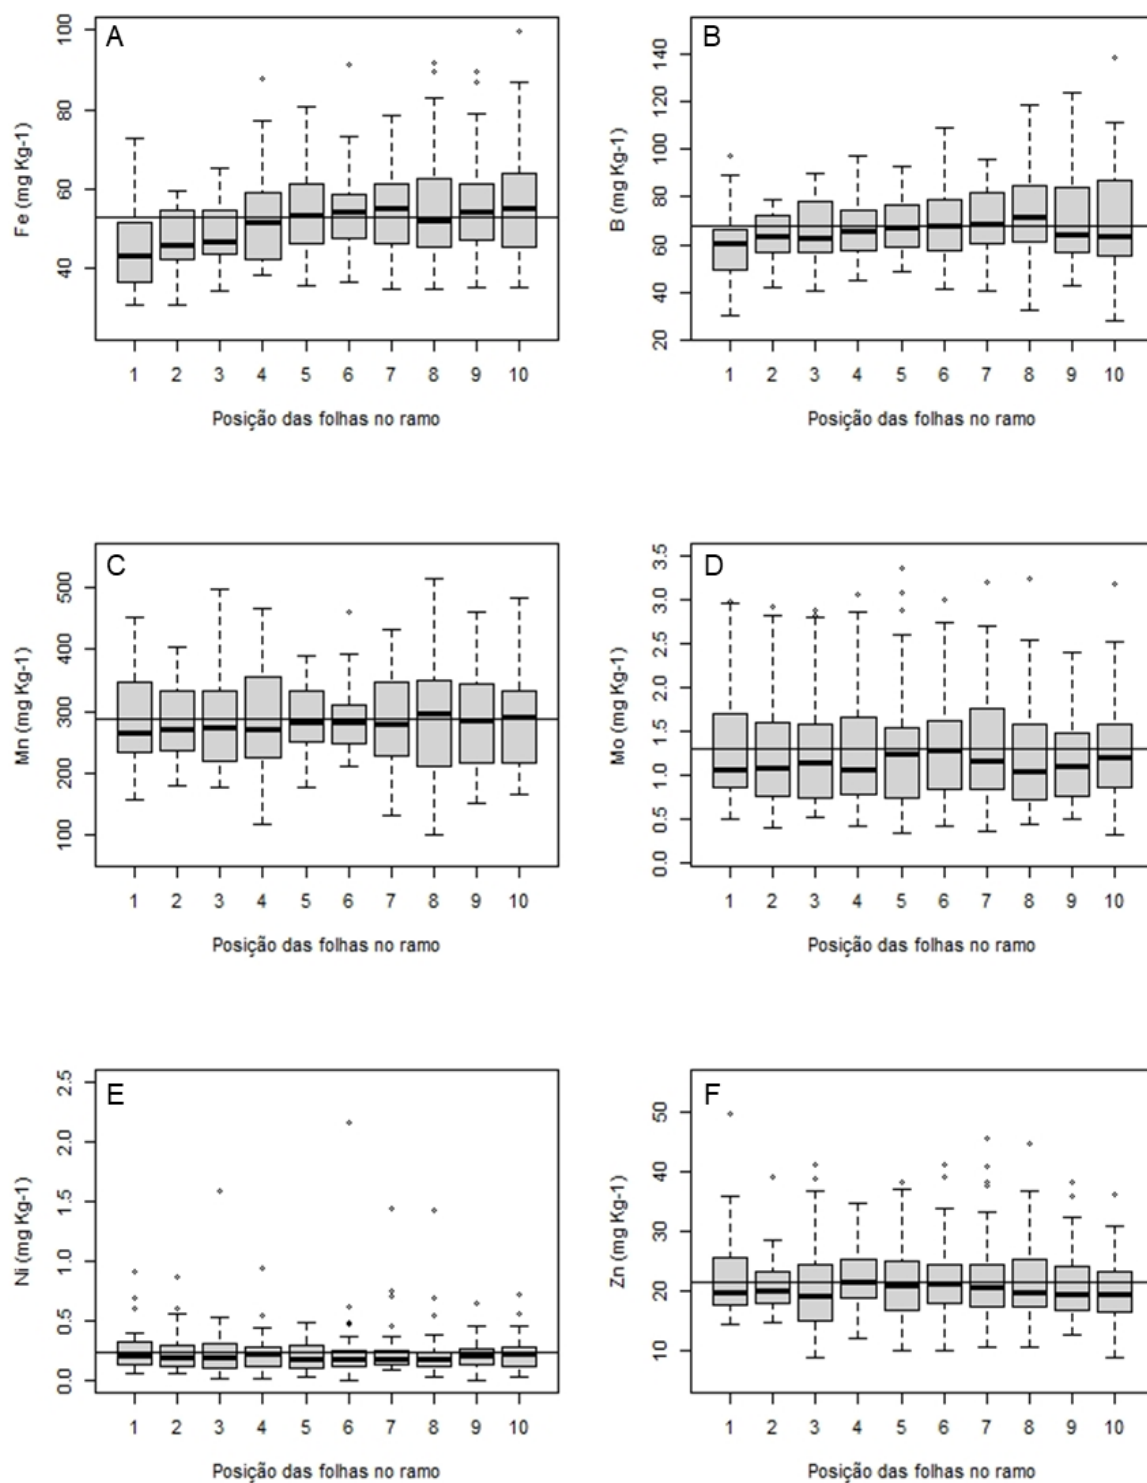 A
Fe (mg Kg-1)
100
80
60
40
1 2 3 4 5 6 7 8 9 10
Posição das folhas no ramo
B
B (mg Kg-1)
140
120
100
80
60
40
20
1 2 3 4 5 6 7 8 9 10
Posição das folhas no ramo
C
Mn (mg Kg-1)
500
400
300
200
100
1 2 3 4 5 6 7 8 9 10
Posição das folhas no ramo
D
Mo (mg Kg-1)
3.5
3.0
2.5
2.0
1.5
1.0
0.5
0.0
1 2 3 4 5 6 7 8 9 10
Posição das folhas no ramo
E
Ni (mg Kg-1)
2.5
2.0
1.5
1.0
0.5
0.0
1 2 3 4 5 6 7 8 9 10
Posição das folhas no ramo
F
Zn (mg Kg-1)
50
40
30
20
10
1 2 3 4 5 6 7 8 9 10
Posição das folhas no ramo